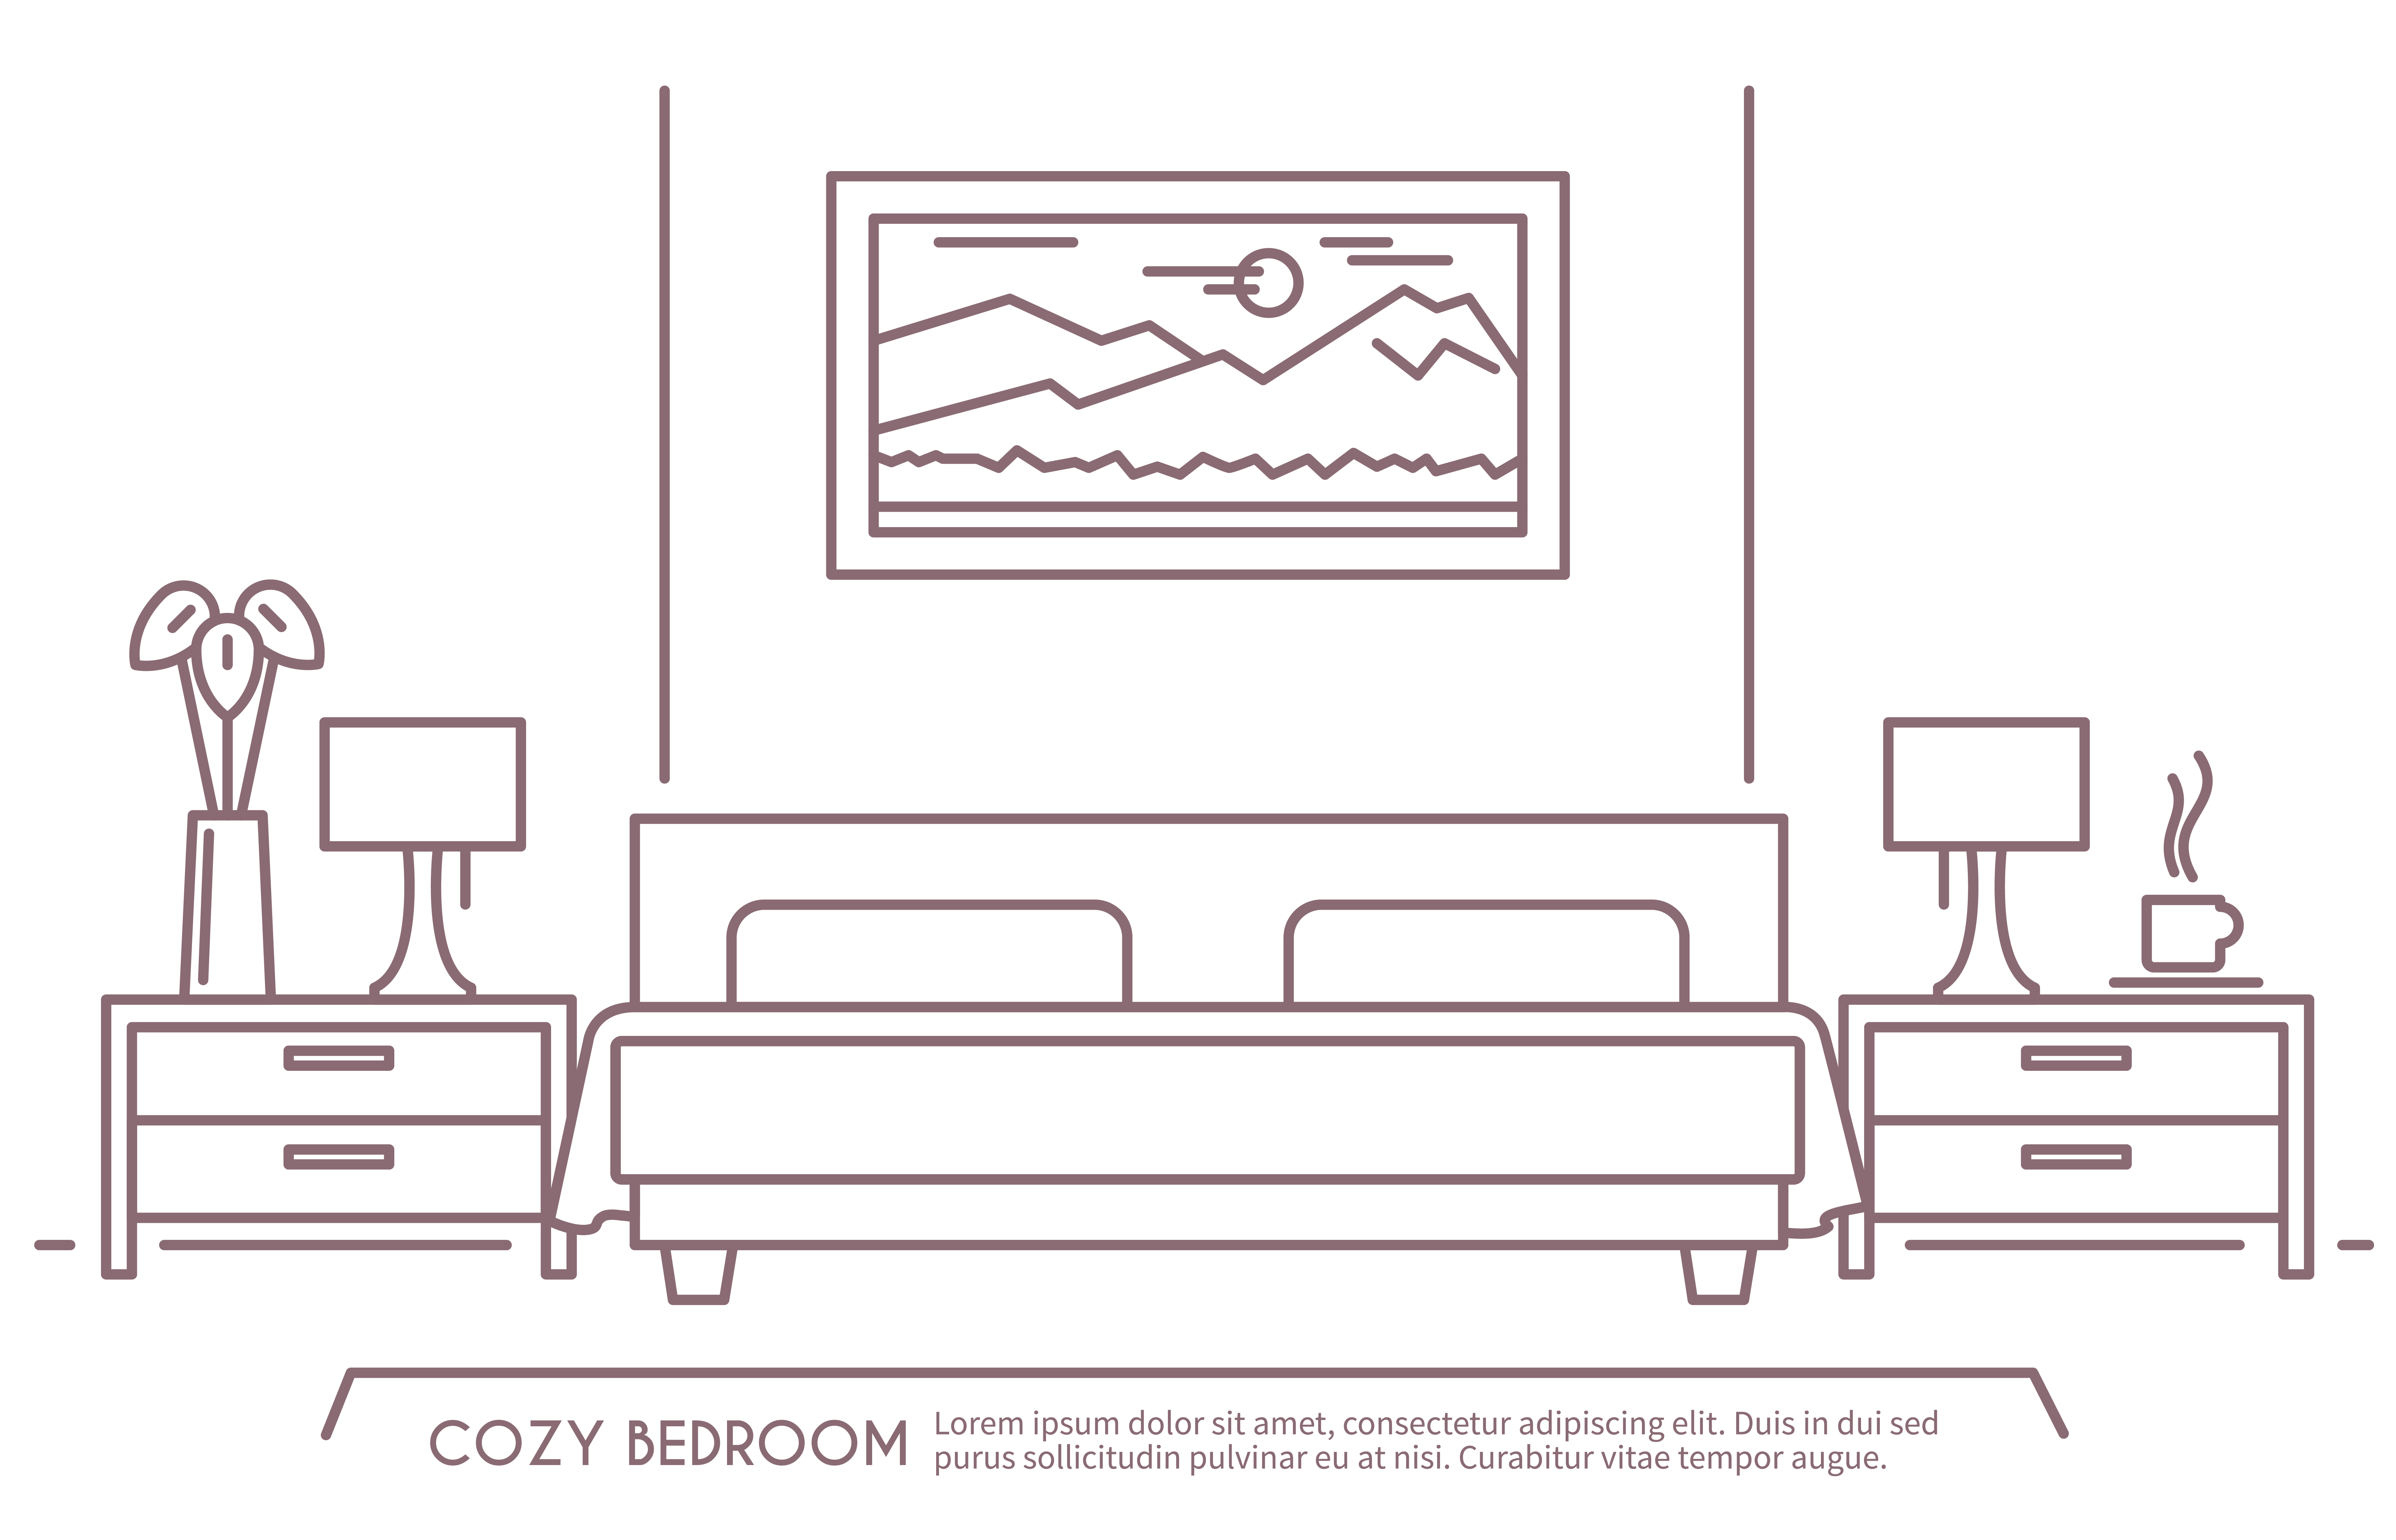 COZY BEDROOM
Lorem ipsum dolor sit amet, consectetur adipiscing elit. Duis in dui sed
purus sollicitudin pulvinar eu at nisi. Curabitur vitae tempor augue.